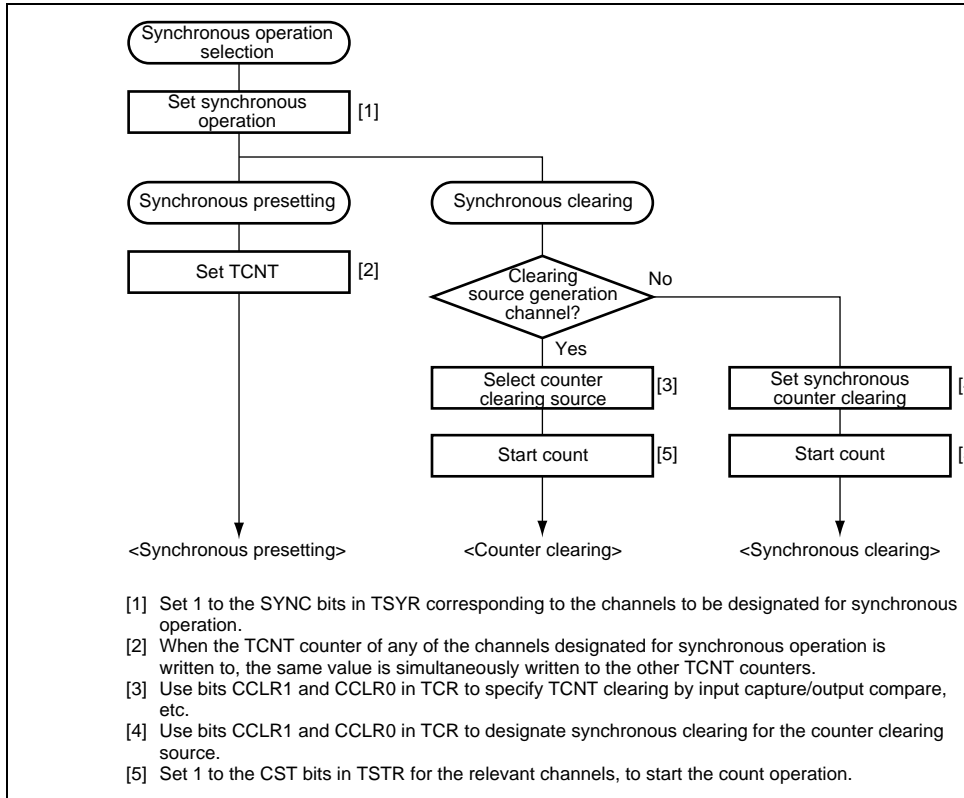 Synchronous operation
selection
Set synchronous
operation
[1]
Synchronous presetting
Synchronous clearing
Set TCNT
[2]
Clearing
source generation
channel?
No
Yes
Select counter
clearing source
[3]
Set synchronous
counter clearing
[
Start count
[5]
Start count
[
<Synchronous presetting>
<Counter clearing>
<Synchronous clearing>
[1] Set 1 to the SYNC bits in TSYR corresponding to the channels to be designated for synchronous
operation.
[2] When the TCNT counter of any of the channels designated for synchronous operation is
written to, the same value is simultaneously written to the other TCNT counters.
[3] Use bits CCLR1 and CCLR0 in TCR to specify TCNT clearing by input capture/output compare,
etc.
[4] Use bits CCLR1 and CCLR0 in TCR to designate synchronous clearing for the counter clearing
source.
[5] Set 1 to the CST bits in TSTR for the relevant channels, to start the count operation.